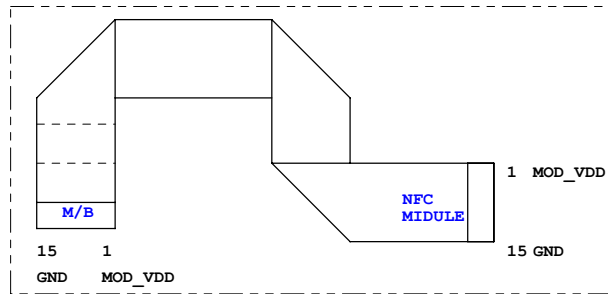 1 MOD_VDD
NFC
MIDULE
M/B
15 1
15 GND
GND MOD_VDD